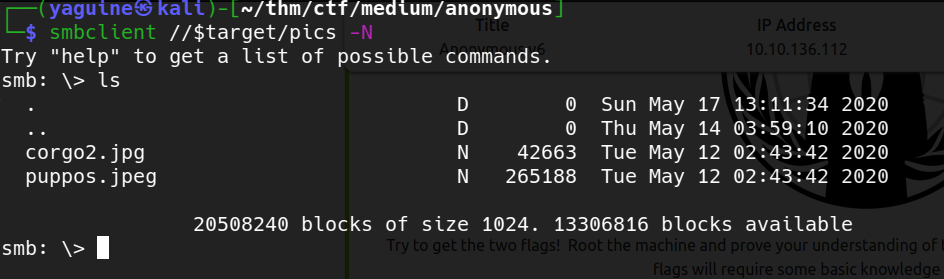 ┌──(yaguine㉿kali)-[~/thm/ctf/medium/anonymous]
└─$ smbclient //$target/pics -N
Title
IP Address
Anonymous v6
10.10.136.112
Try "help" to get a list of possible commands.
smb: \> ls
. D 0 Sun May 17 13:11:34 2020
.. D 0 Thu May 14 03:59:10 2020
corgo2.jpg N 42663 Tue May 12 02:43:42 2020
puppos.jpeg N 265188 Tue May 12 02:43:42 2020
20508240 blocks of size 1024. 13306816 blocks available
smb: \>
Try to get the two flags! Root the machine and prove your understanding of
flags will require some basic knowledge